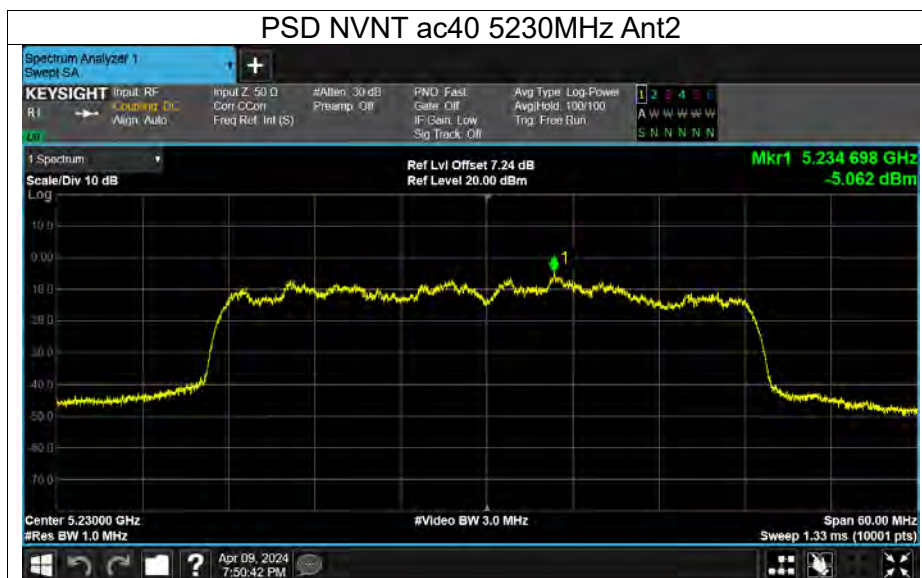 PSD NVNT ac40 5230MHz Ant2
Spectrum Analyzer 1
Swept SA
+
KEYSIGHT Input: RF Input Z: 50 Ω #Atten: 30 dB PNO: Fast Avg Type: Log-Power 1 2 3 4 5 6
Coupling: DC Corr CCorr Preamp: Off Gate: Off Avg|Hold: 100/100 A W W W W W
Align: Auto Freq Ref: Int (S) IF Gain: Low Trig: Free Run
Sig Track: Off S N N N N N
1 Spectrum Ref Lvl Offset 7.24 dB Mkr1 5.234 698 GHz
Scale/Div 10 dB Ref Level 20.00 dBm -5.062 dBm
Log
10.0
0.00
1
-10.0
-20.0
-30.0
-40.0
-50.0
-60.0
-70.0
Center 5.23000 GHz #Video BW 3.0 MHz Span 60.00 MHz
#Res BW 1.0 MHz Sweep 1.33 ms (10001 pts)
? Apr 09, 2024
7:50:42 PM